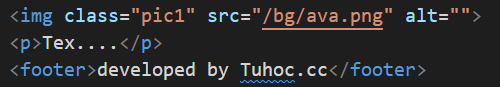 <img class="pic1" src="/bg/ava.png" alt="">
<p>Tex....</p>
<footer>developed by Tuhoc.cc</footer>